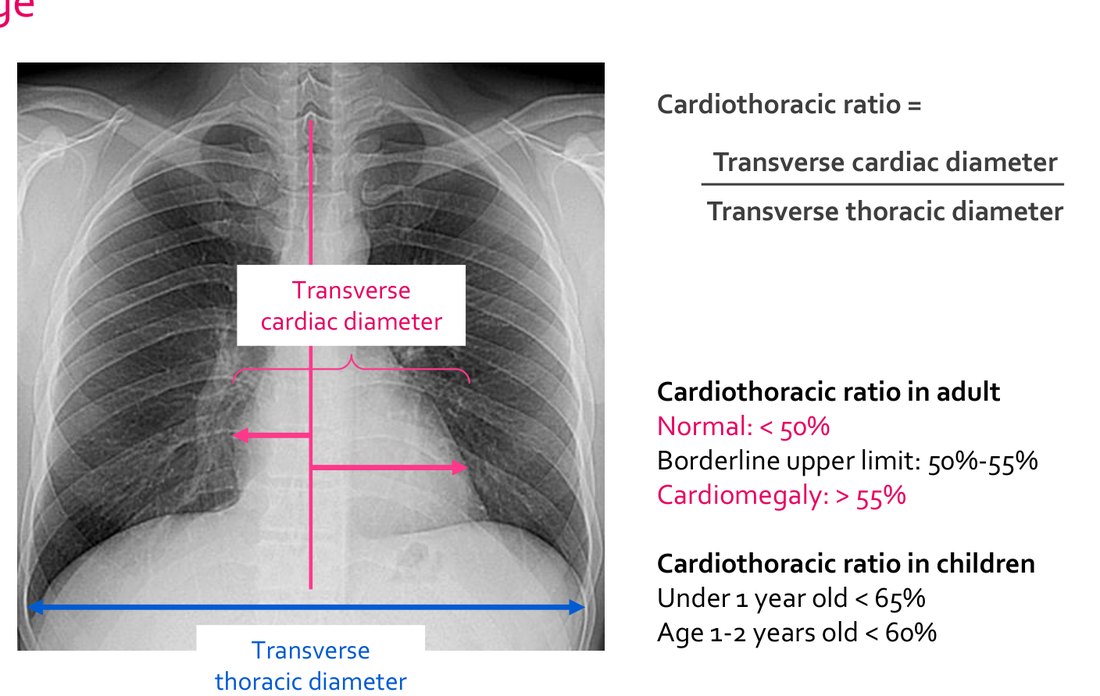 ge
Cardiothoracic ratio =
Transverse cardiac diameter
Transverse thoracic diameter
Transverse
cardiac diameter
Cardiothoracic ratio in adult
Normal: < 50%
Borderline upper limit: 50%-55%
Cardiomegaly: > 55%
Cardiothoracic ratio in children
Under 1 year old < 65%
Age 1-2 years old < 60%
Transverse
thoracic diameter